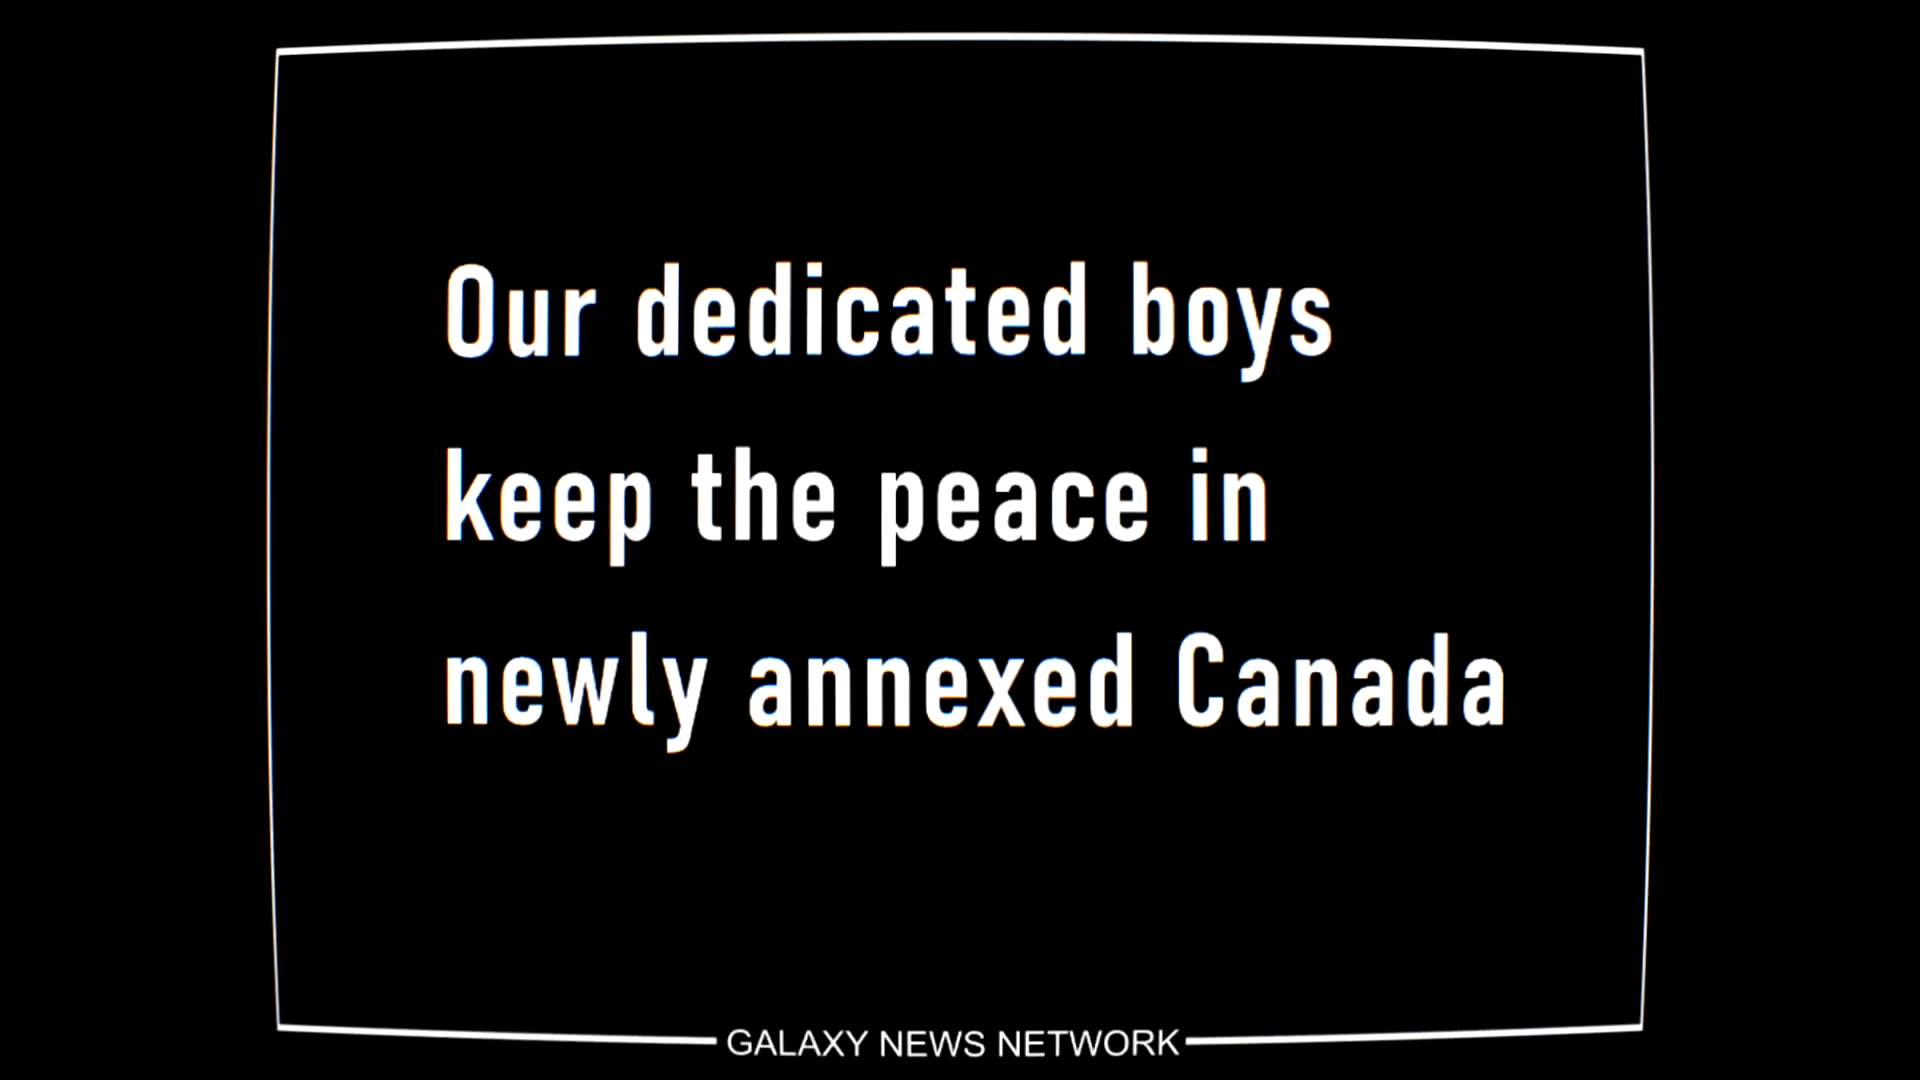 Our dedicated boys
keep the peace in
newly annexed Canada
GALAXY NEWS NETWORK